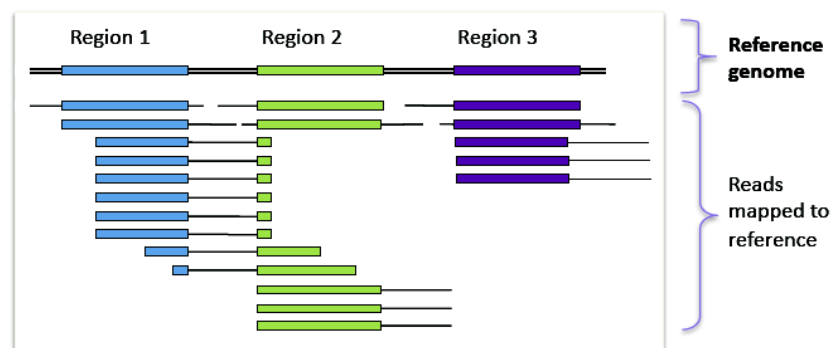 Region 1
Region 2
Region 3
Reference
genome
Reads
mapped to
reference